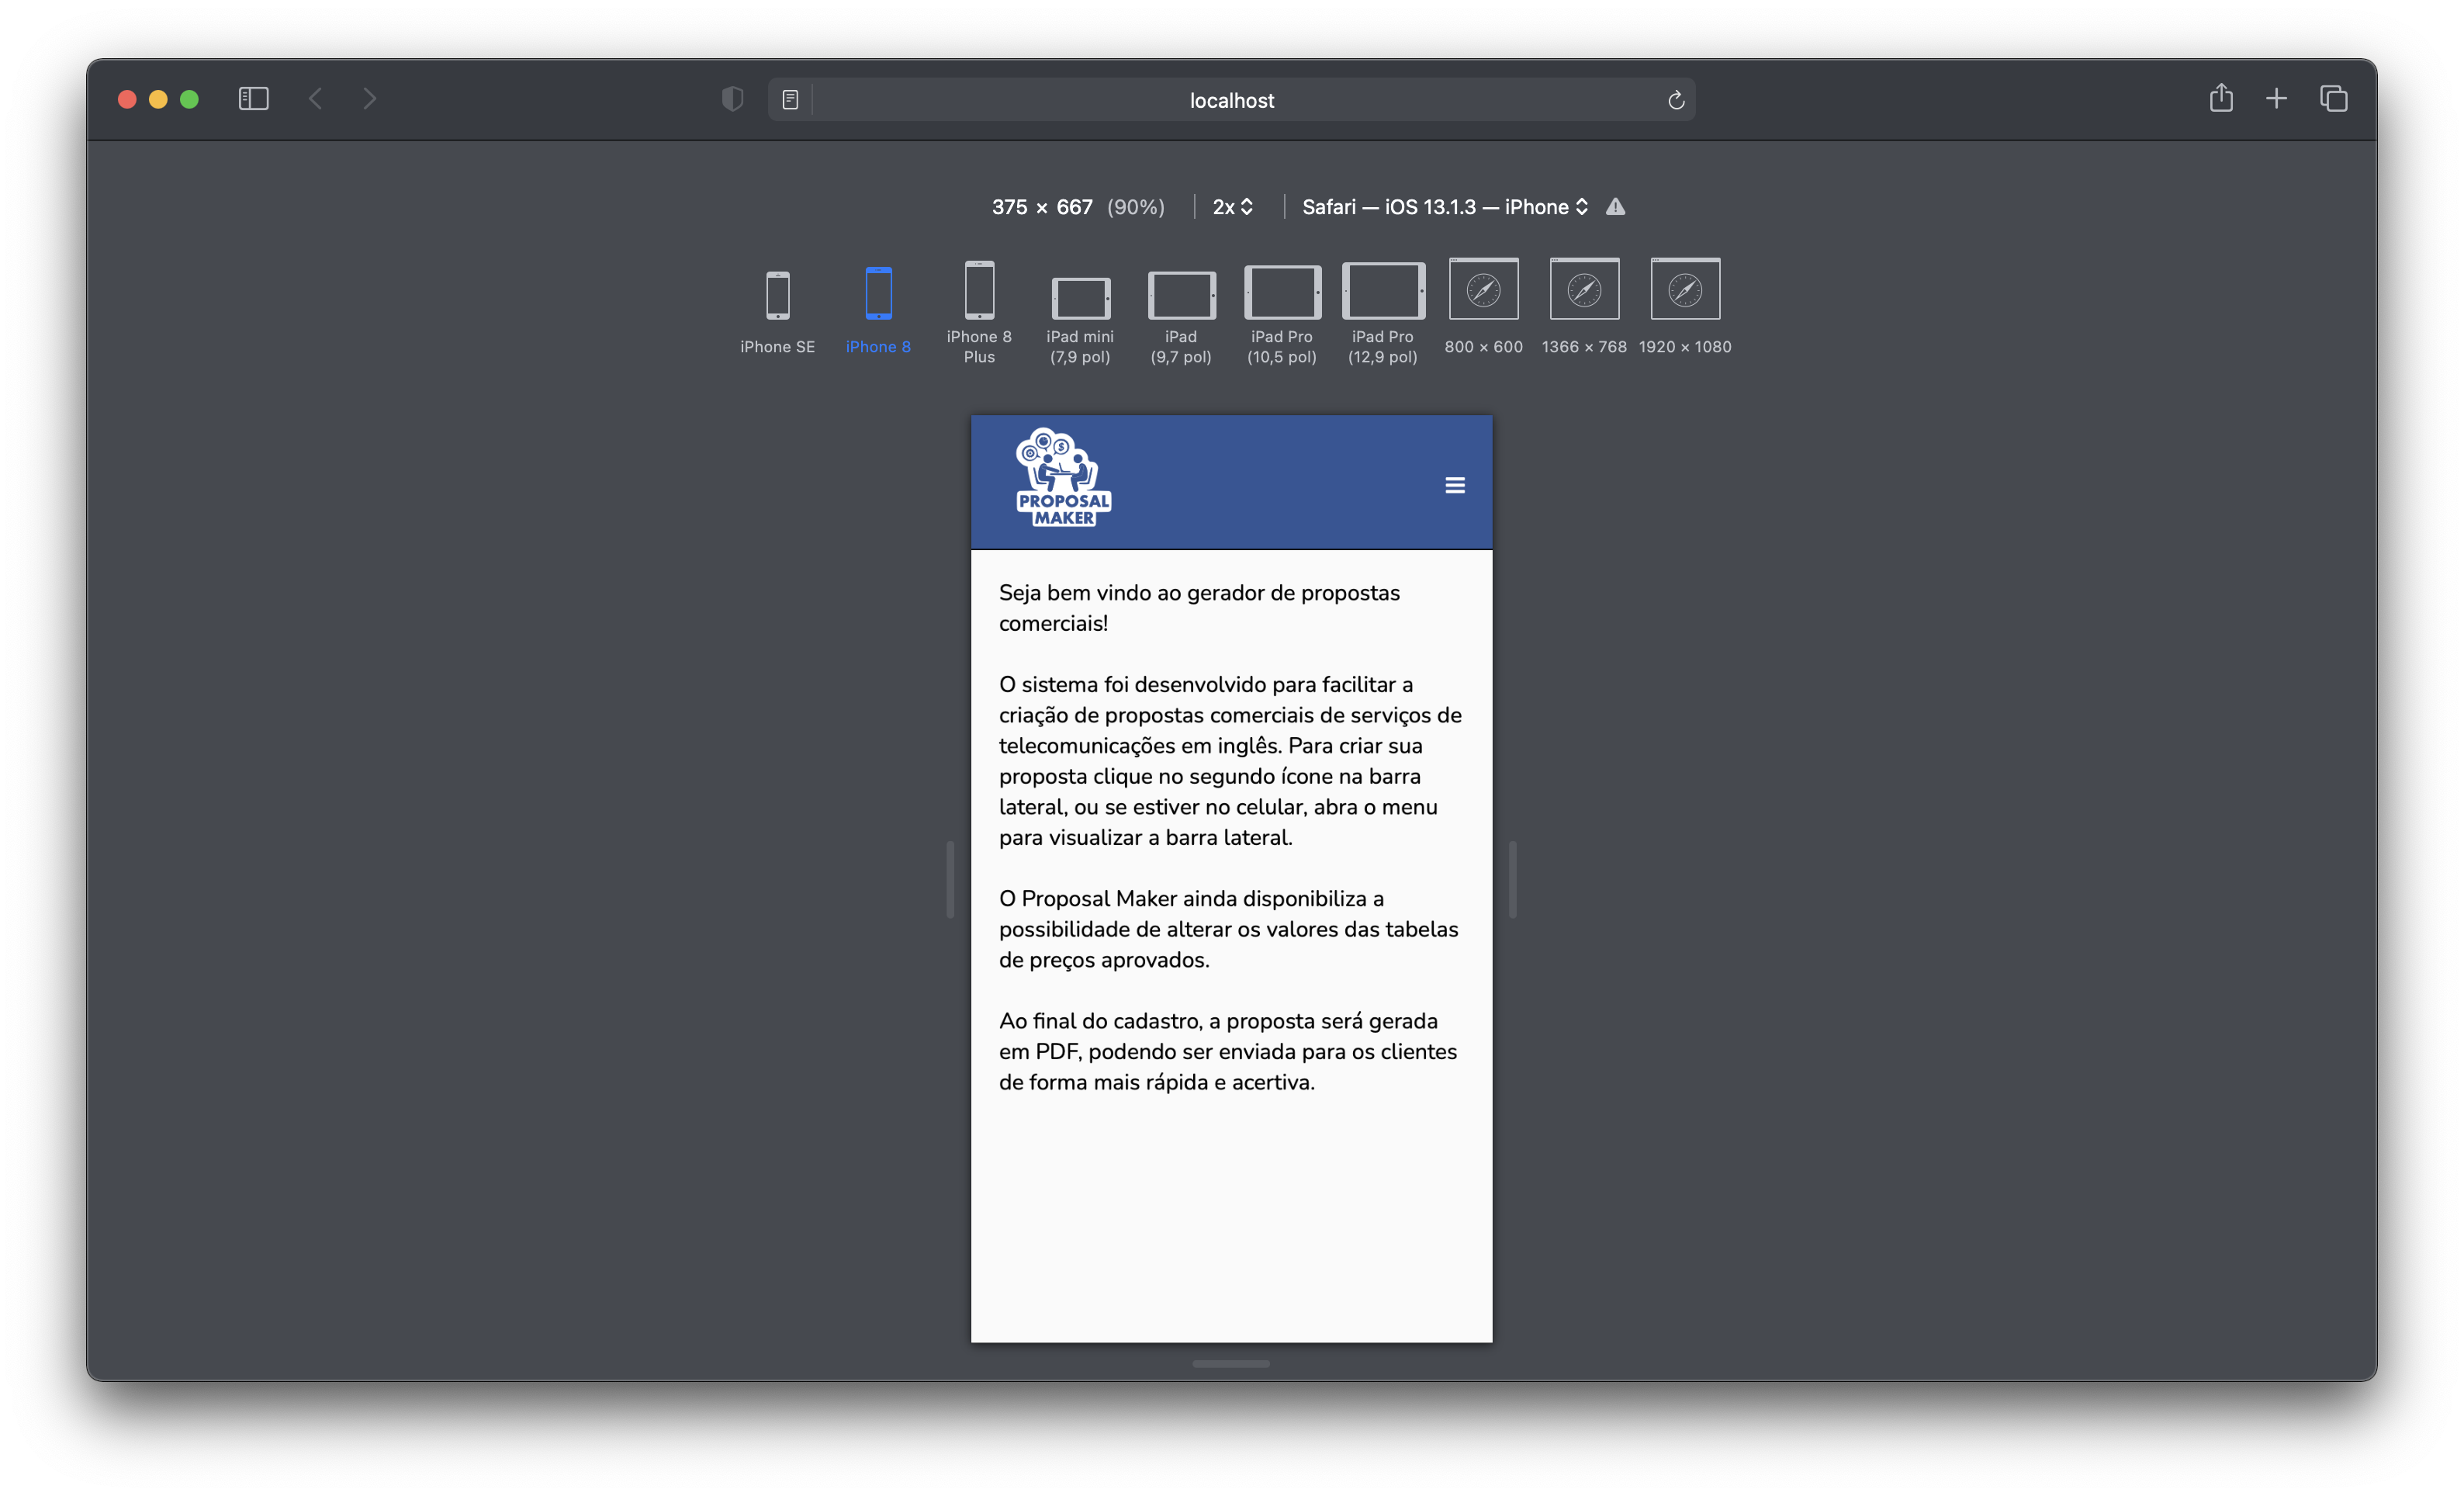 localhost
375 × 667 (90%) 2x Safari — iOS 13.1.3 — iPhone
iPhone SE
iPhone 8
iPhone 8
Plus
iPad mini
(7,9 pol)
iPad
(9,7 pol)
iPad Pro
(10,5 pol)
iPad Pro
(12,9 pol)
800 × 600
1366 × 768
1920 × 1080
PROPOSAL
MAKER
Seja bem vindo ao gerador de propostas
comerciais!
O sistema foi desenvolvido para facilitar a
criação de propostas comerciais de serviços de
telecomunicações em inglês. Para criar sua
proposta clique no segundo ícone na barra
lateral, ou se estiver no celular, abra o menu
para visualizar a barra lateral.
O Proposal Maker ainda disponibiliza a
possibilidade de alterar os valores das tabelas
de preços aprovados.
Ao final do cadastro, a proposta será gerada
em PDF, podendo ser enviada para os clientes
de forma mais rápida e acertiva.